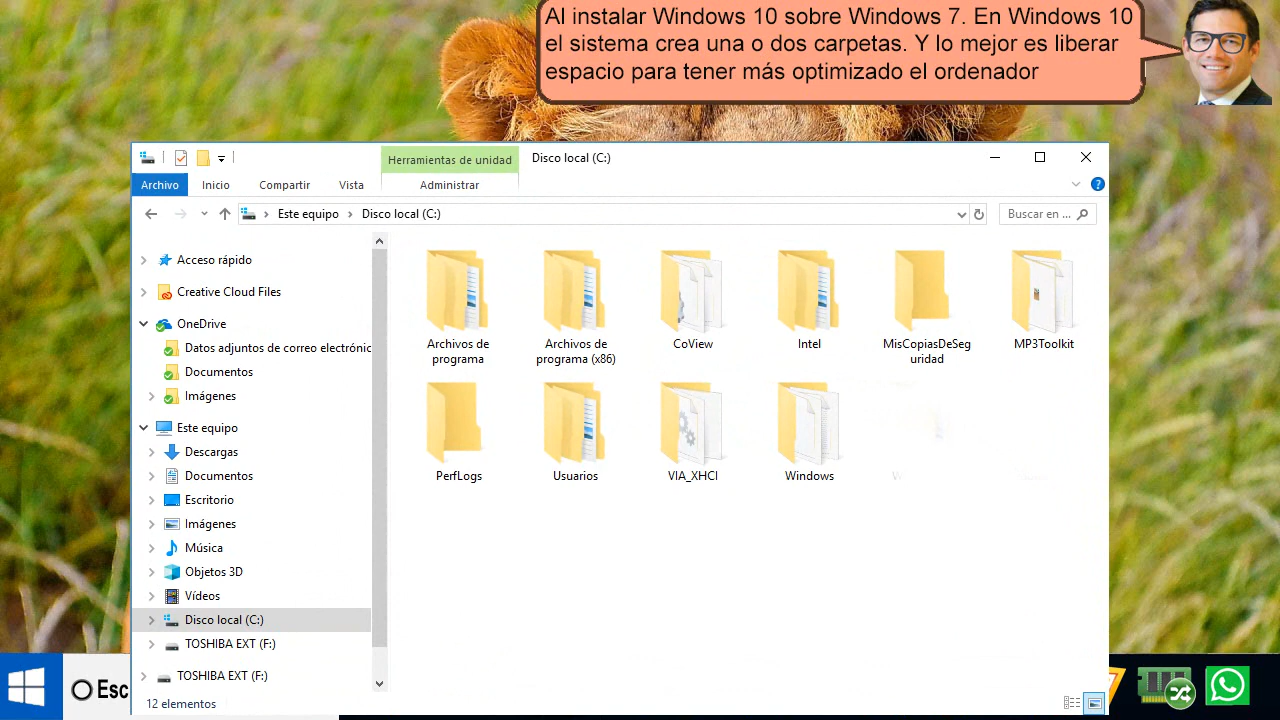 Al instalar Windows 10 sobre Windows 7. En Windows 10
el sistema crea una o dos carpetas. Y lo mejor es liberar
espacio para tener más optimizado el ordenador
Herramientas de unidad
Disco local (C:)
Archivo
Inicio
Compartir
Vista
Administrar
Este equipo
Disco local (C:)
Buscar en ...
Acceso rápido
Creative Cloud Files
OneDrive
Datos adjuntos de correo electrónic
Documentos
Imágenes
Este equipo
Descargas
Documentos
Escritorio
Imágenes
Música
Objetos 3D
Vídeos
Disco local (C:)
TOSHIBA EXT (F:)
TOSHIBA EXT (F:)
Archivos de
programa
Archivos de
programa (x86)
CoView
Intel
MisCopiasDeSeg
uridad
MP3Toolkit
PerfLogs
Usuarios
VIA_XHCI
Windows
12 elementos
Esc